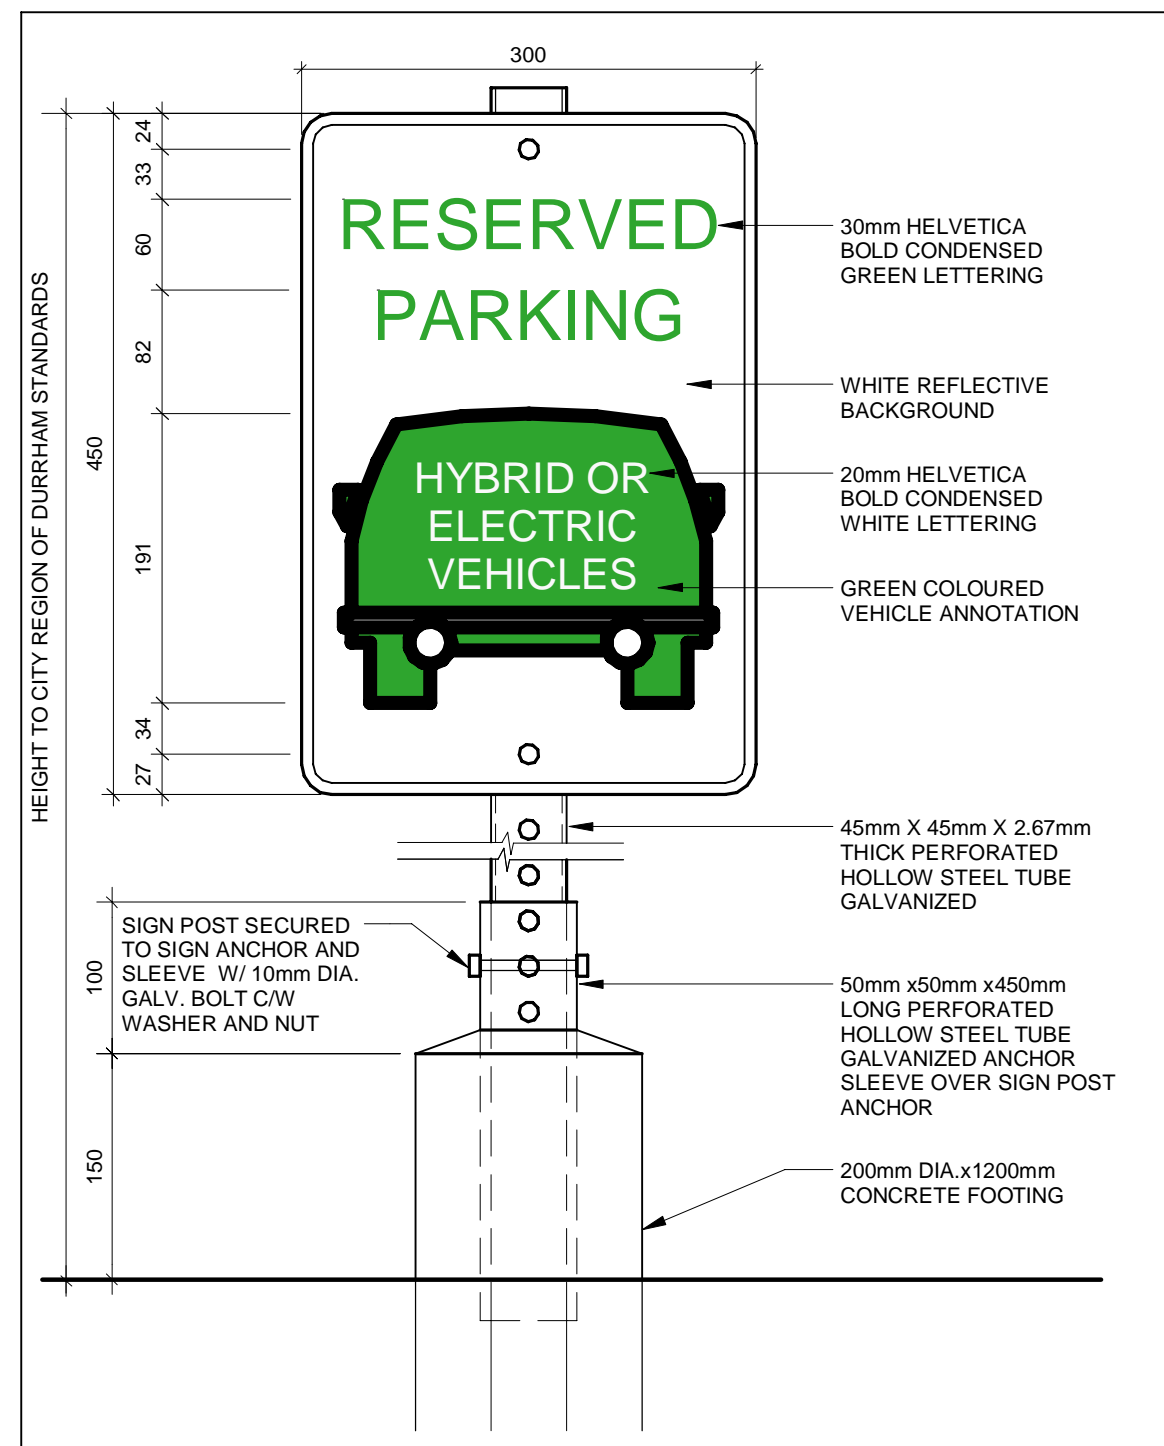 300
24
33
60
82
450
191
34
27
HEIGHT TO CITY REGION OF DURRHAM STANDARDS
RESERVED
PARKING
HYBRID OR
ELECTRIC
VEHICLES
30mm HELVETICA
BOLD CONDENSED
GREEN LETTERING
WHITE REFLECTIVE
BACKGROUND
20mm HELVETICA
BOLD CONDENSED
WHITE LETTERING
GREEN COLOURED
VEHICLE ANNOTATION
45mm X 45mm X 2.67mm
THICK PERFORATED
HOLLOW STEEL TUBE
GALVANIZED
SIGN POST SECURED
TO SIGN ANCHOR AND
SLEEVE W/ 10mm DIA.
GALV. BOLT C/W
WASHER AND NUT
100
50mm x50mm x450mm
LONG PERFORATED
HOLLOW STEEL TUBE
GALVANIZED ANCHOR
SLEEVE OVER SIGN POST
ANCHOR
150
200mm DIA.x1200mm
CONCRETE FOOTING